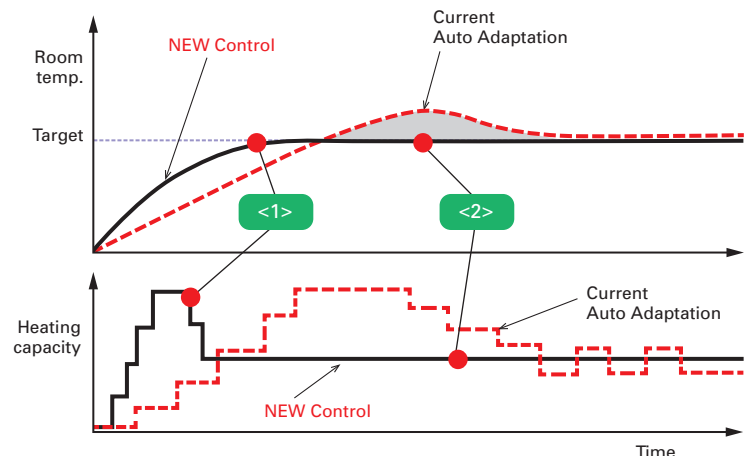 Current
Auto Adaptation
NEW Control
Room
temp.
Target
<1>
<2>
Current
Auto Adaptation
Heating
capacity
NEW Control
Time